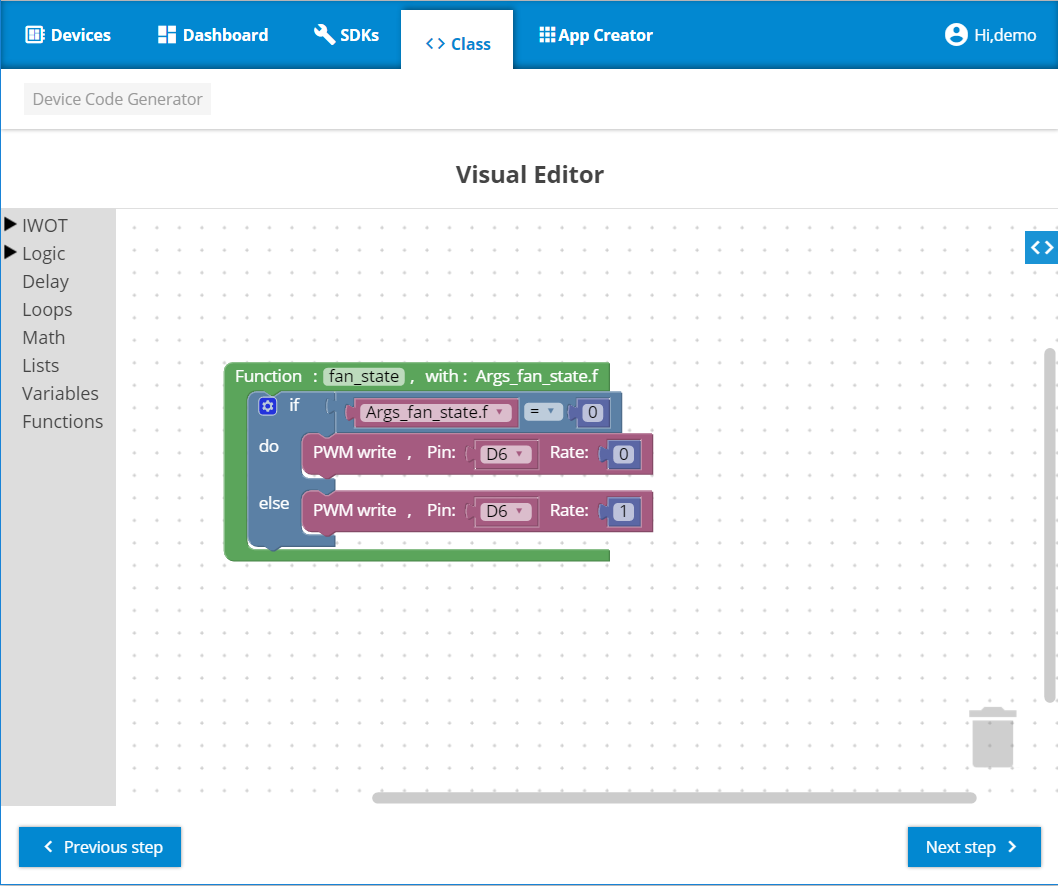 Devices Dashboard SDKs <> Class App Creator Hi,demo
Device Code Generator
Visual Editor
IWOT
Logic
Delay
Loops
Math
Lists
Variables
Functions
Function : fan_state , with : Args_fan_state.f
if Args_fan_state.f = 0
do PWM write , Pin: D6 Rate: 0
else PWM write , Pin: D6 Rate: 1
Previous step Next step